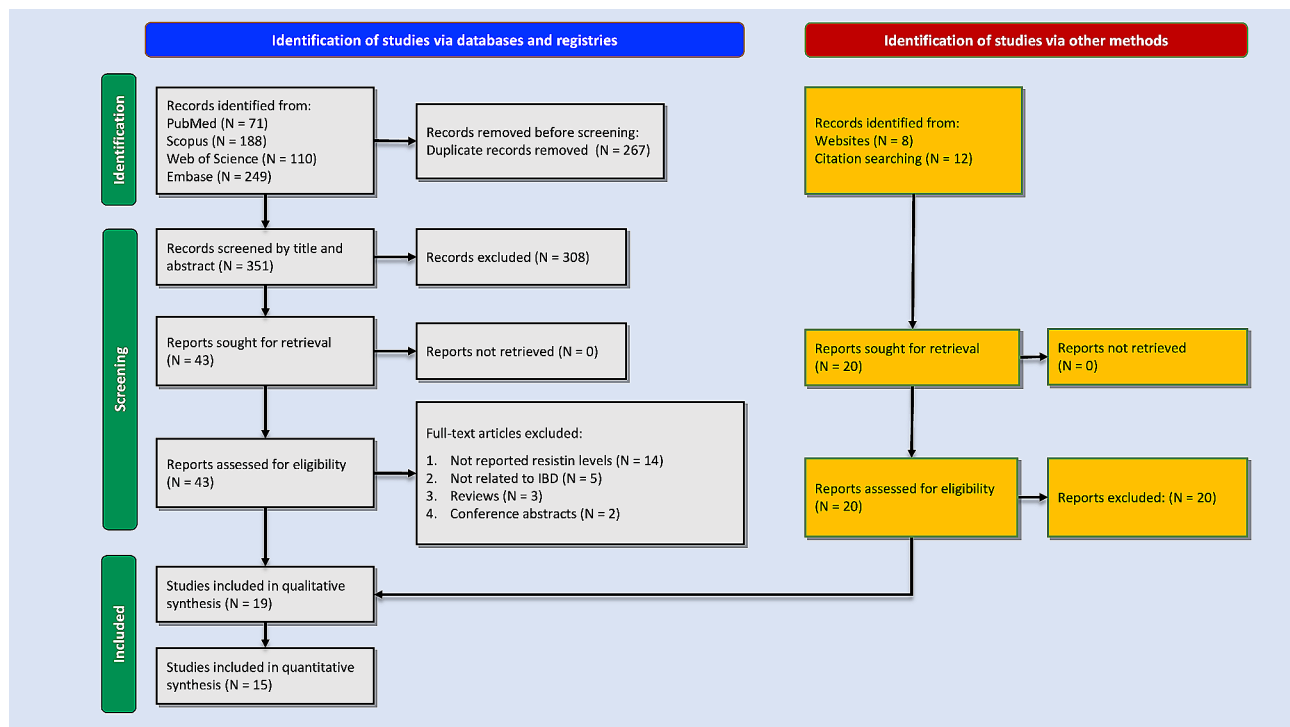 Identification of studies via databases and registries
Identification of studies via other methods
Identification
Records identified from:
PubMed (N = 71)
Scopus (N = 188)
Web of Science (N = 110)
Embase (N = 249)
Records removed before screening:
Duplicate records removed (N = 267)
Records identified from:
Websites (N = 8)
Citation searching (N = 12)
Screening
Records screened by title and
abstract (N = 351)
Records excluded (N = 308)
Reports sought for retrieval
(N = 43)
Reports not retrieved (N = 0)
Reports sought for retrieval
(N = 20)
Reports not retrieved
(N = 0)
Reports assessed for eligibility
(N = 43)
Full-text articles excluded:
1. Not reported resistin levels (N = 14)
2. Not related to IBD (N = 5)
3. Reviews (N = 3)
4. Conference abstracts (N = 2)
Reports assessed for eligibility
(N = 20)
Reports excluded: (N = 20)
Included
Studies included in qualitative
synthesis (N = 19)
Studies included in quantitative
synthesis (N = 15)